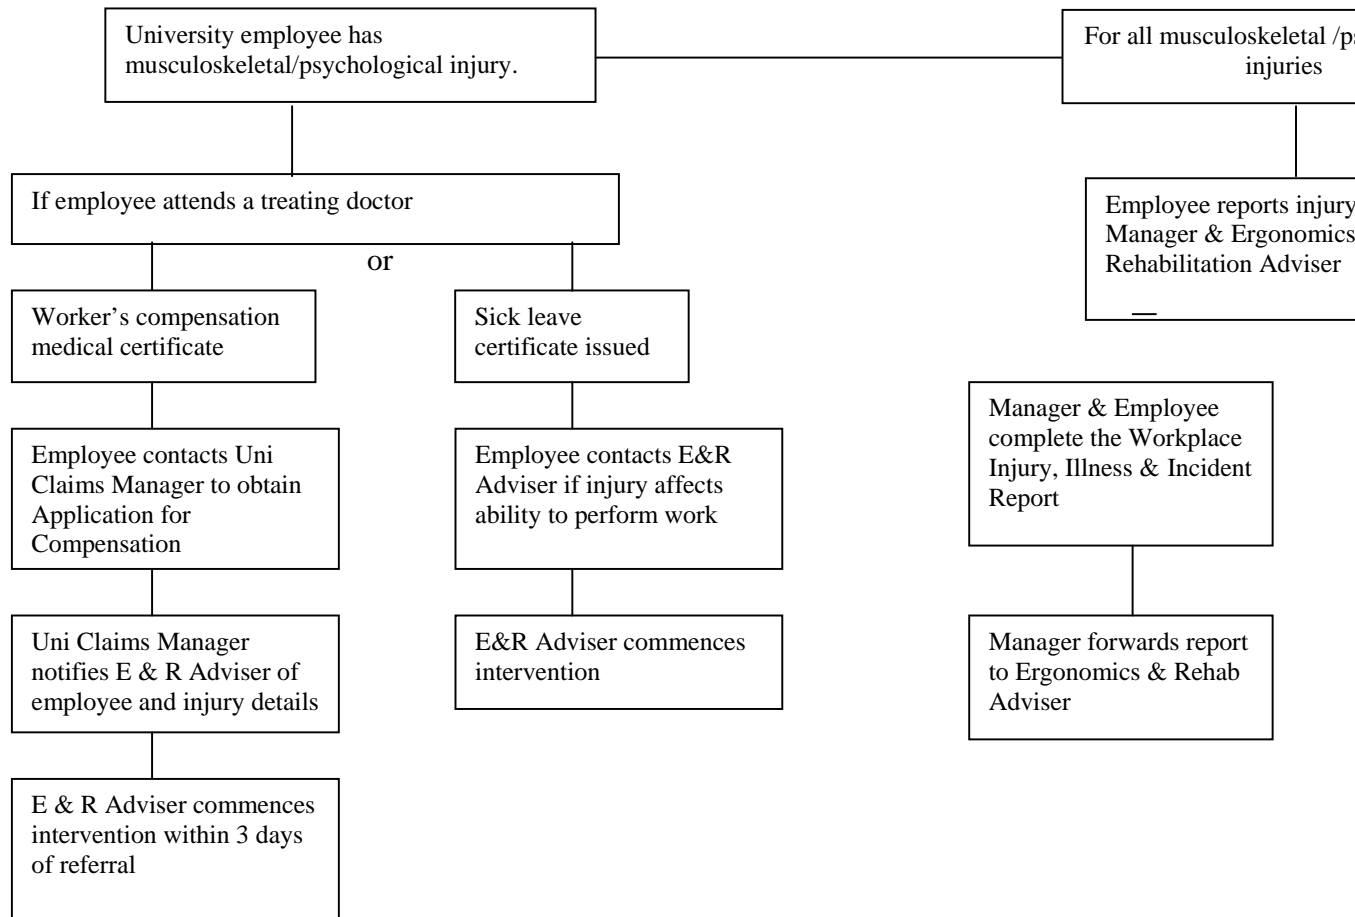 University employee has
musculoskeletal/psychological injury.
For all musculoskeletal
injuries
If employee attends a treating doctor
or
Employee reports injury
Manager & Ergonomics
Rehabilitation Adviser
Worker’s compensation
medical certificate
Sick leave
certificate issued
Employee contacts Uni
Claims Manager to obtain
Application for
Compensation
Employee contacts E&R
Adviser if injury affects
ability to perform work
Manager & Employee
complete the Workplace
Injury, Illness & Incident
Report
Uni Claims Manager
notifies E & R Adviser of
employee and injury details
E&R Adviser commences
intervention
Manager forwards report
to Ergonomics & Rehab
Adviser
E & R Adviser commences
intervention within 3 days
of referral